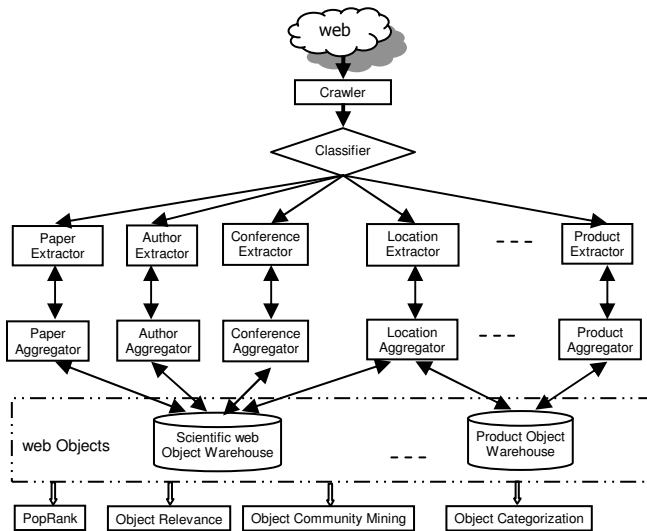 web
Crawler
Classifier
Paper
Extractor
Author
Extractor
Conference
Extractor
Location
Extractor
Product
Extractor
Paper
Aggregator
Author
Aggregator
Conference
Aggregator
Location
Aggregator
Product
Aggregator
web Objects
Scientific web
Object Warehouse
Product Object
Warehouse
PopRank
Object Relevance
Object Community Mining
Object Categorization